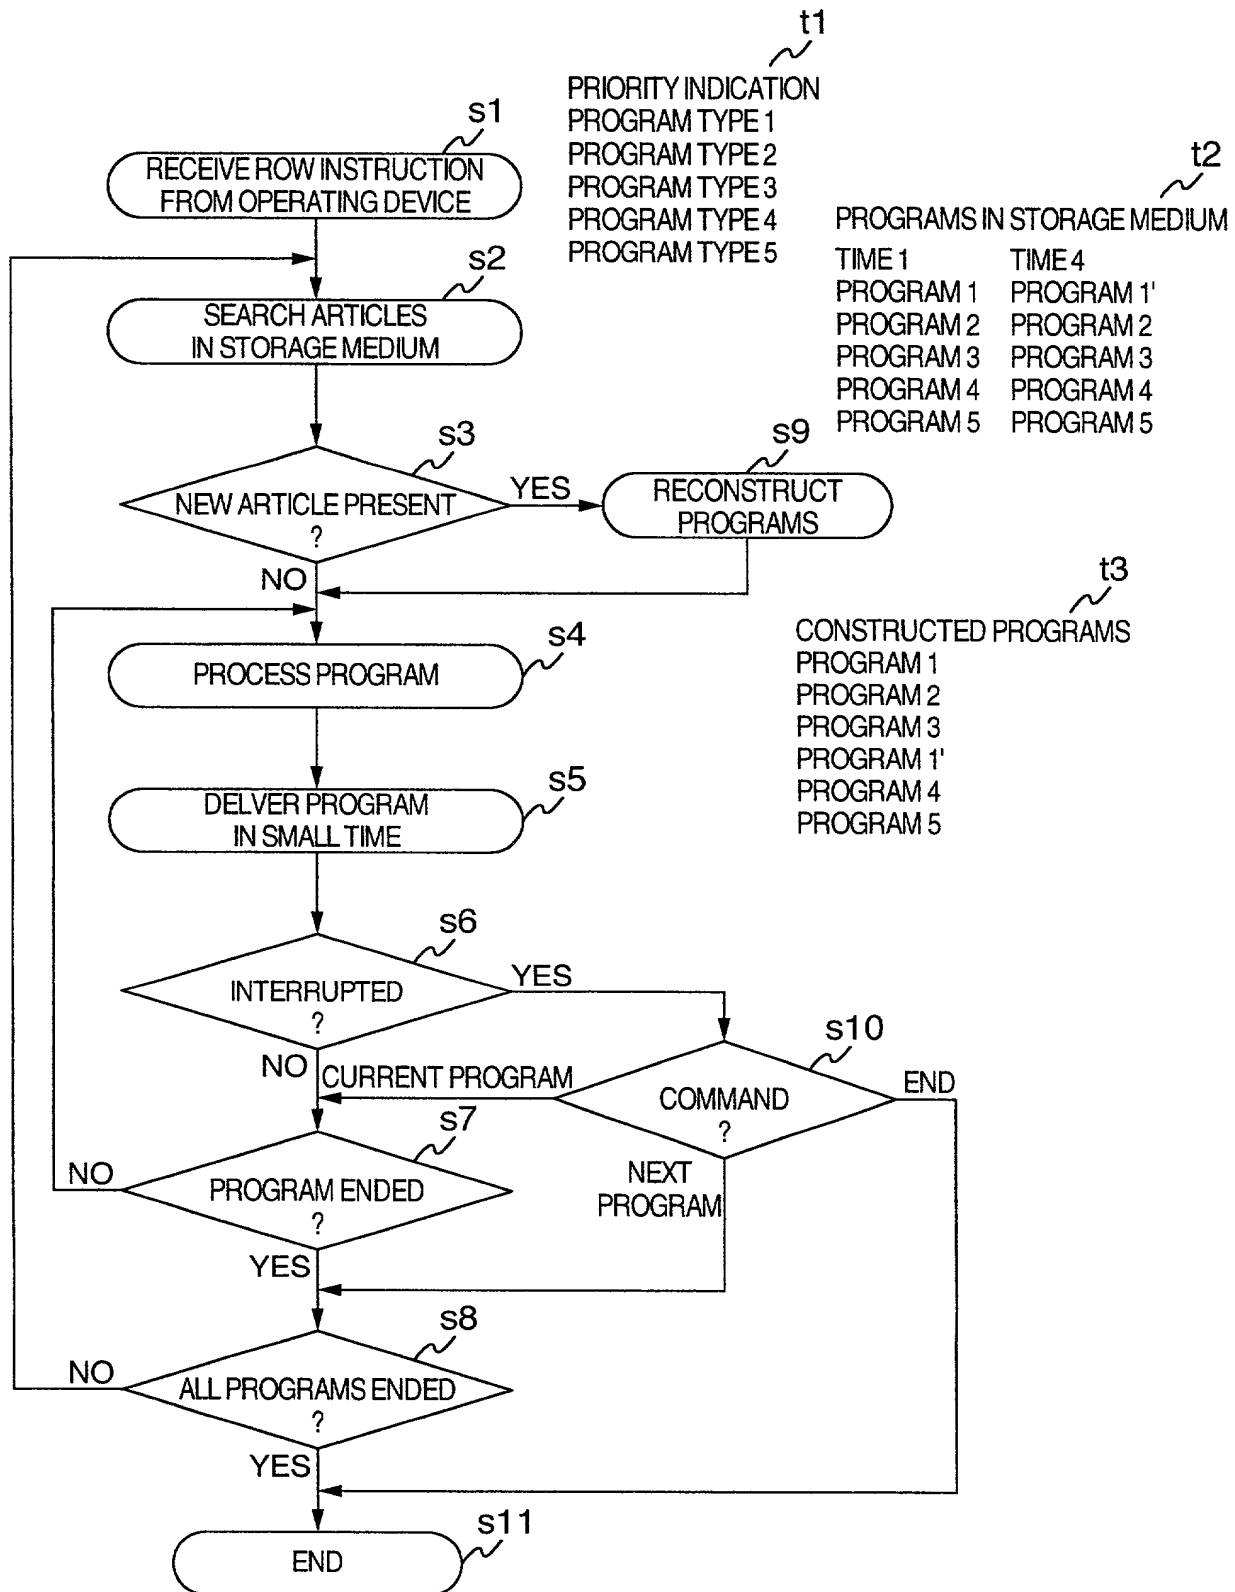 t1
PRIORITY INDICATION
PROGRAM TYPE 1
PROGRAM TYPE 2
PROGRAM TYPE 3
PROGRAM TYPE 4
PROGRAM TYPE 5
s1
RECEIVE ROW INSTRUCTION
FROM OPERATING DEVICE
t2
PROGRAMS IN STORAGE MEDIUM
TIME 1 TIME 4
PROGRAM 1 PROGRAM 1'
PROGRAM 2 PROGRAM 2
PROGRAM 3 PROGRAM 3
PROGRAM 4 PROGRAM 4
PROGRAM 5 PROGRAM 5
s2
SEARCH ARTICLES
IN STORAGE MEDIUM
s3
NEW ARTICLE PRESENT
?
YES
NO
s9
RECONSTRUCT
PROGRAMS
t3
CONSTRUCTED PROGRAMS
PROGRAM 1
PROGRAM 2
PROGRAM 3
PROGRAM 1'
PROGRAM 4
PROGRAM 5
s4
PROCESS PROGRAM
s5
DELVER PROGRAM
IN SMALL TIME
s6
INTERRUPTED
?
YES
NO
s10
COMMAND
?
CURRENT PROGRAM
END
NEXT
PROGRAM
s7
PROGRAM ENDED
?
NO
YES
s8
ALL PROGRAMS ENDED
?
NO
YES
s11
END